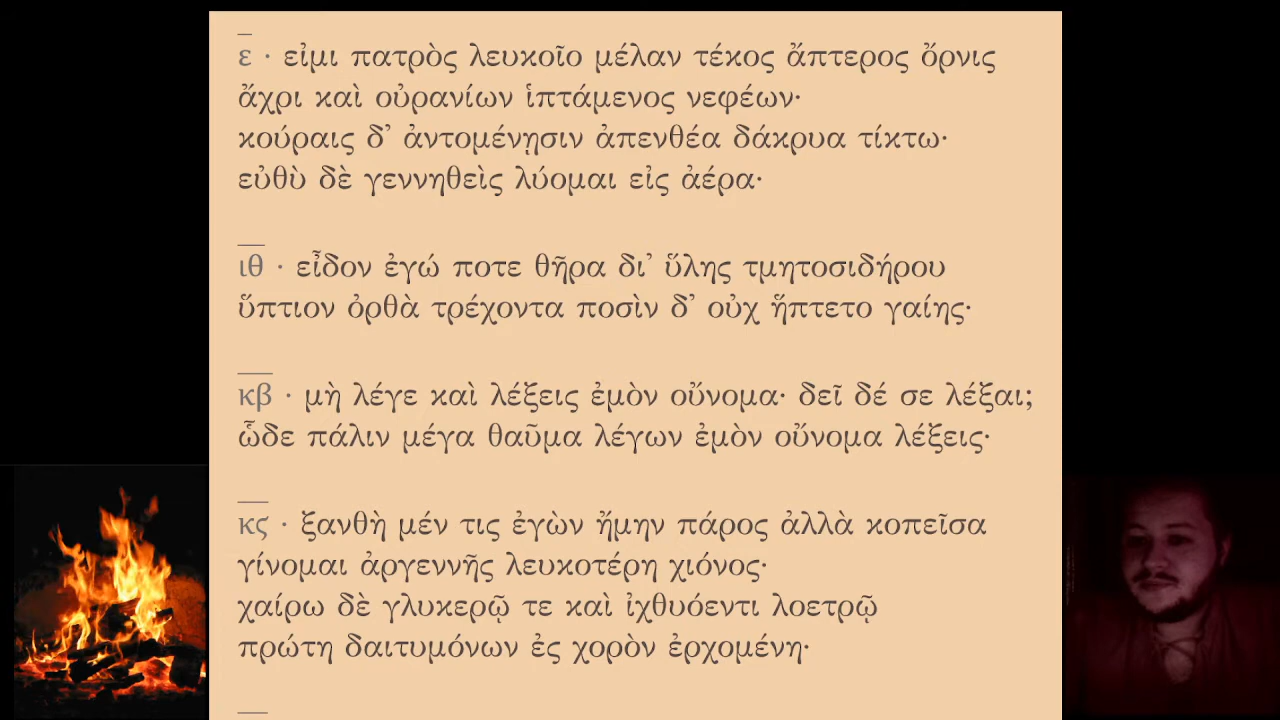 ε · εἰμι πατρὸς λευκοῖο μέλαν τέκος ἄπτερος ὄρνις
ἄχρι καὶ οὐρανίων ἱπτάμενος νεφέων·
κούραις δ’ ἀντομένῃσιν ἀπενθέα δάκρυα τίκτω·
εὐθὺ δὲ γεννηθεὶς λύομαι εἰς ἀέρα·
ιθ · εἶδον ἐγώ ποτε θῆρα δι’ ὕλης τμητοσιδήρου
ὕπτιον ὀρθὰ τρέχοντα ποσὶν δ’ οὐχ ἥπτετο γαίης·
κβ · μὴ λέγε καὶ λέξεις ἐμὸν οὔνομα· δεῖ δέ σε λέξαι;
ὧδε πάλιν μέγα θαῦμα λέγων ἐμὸν οὔνομα λέξεις·
κς · ξανθὴ μέν τις ἐγὼν ἤμην πάρος ἀλλὰ κοπεῖσα
γίνομαι ἀργεννῆς λευκοτέρη χιόνος·
χαίρω δὲ γλυκερῷ τε καὶ ἰχθυόεντι λοετρῷ
πρώτη δαιτυμόνων ἐς χορὸν ἐρχομένη·